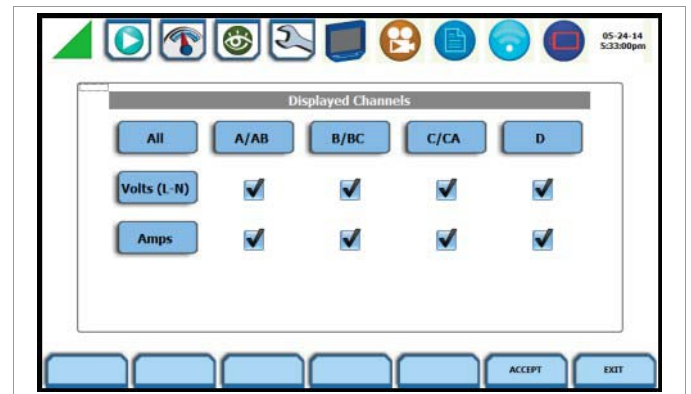 05-24-14
5:33:00pm
Displayed Channels
All A/AB B/BC C/CA D
Volts (L-N)
Amps
ACCEPT EXIT